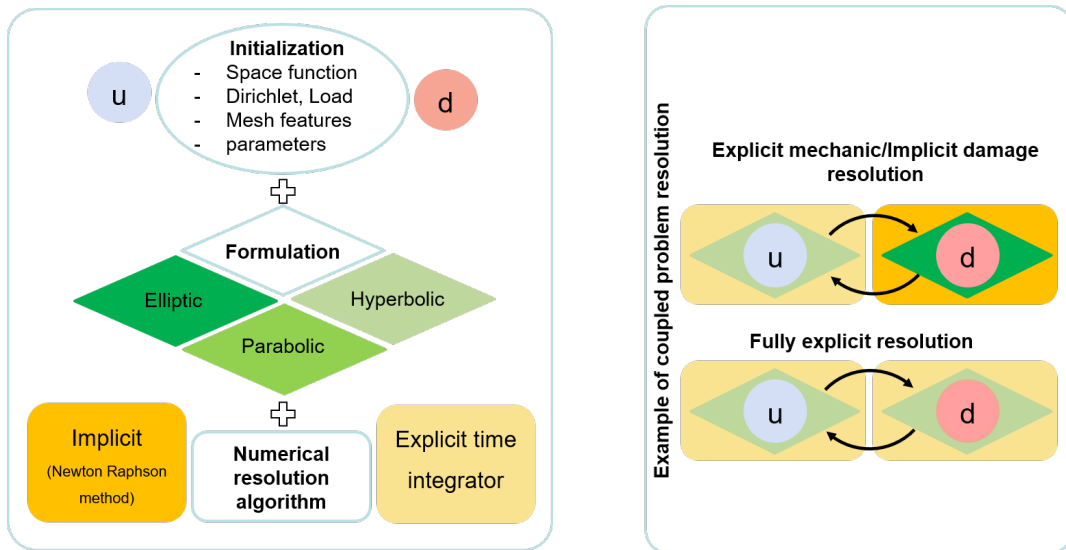 Initialization
- Space function
- Dirichlet, Load
- Mesh features
- parameters
u
d
Formulation
Elliptic
Hyperbolic
Parabolic
Implicit
(Newton Raphson
method)
Numerical
resolution
algorithm
Explicit time
integrator
Example of coupled problem resolution
Explicit mechanic/Implicit damage
resolution
u
d
Fully explicit resolution
u
d